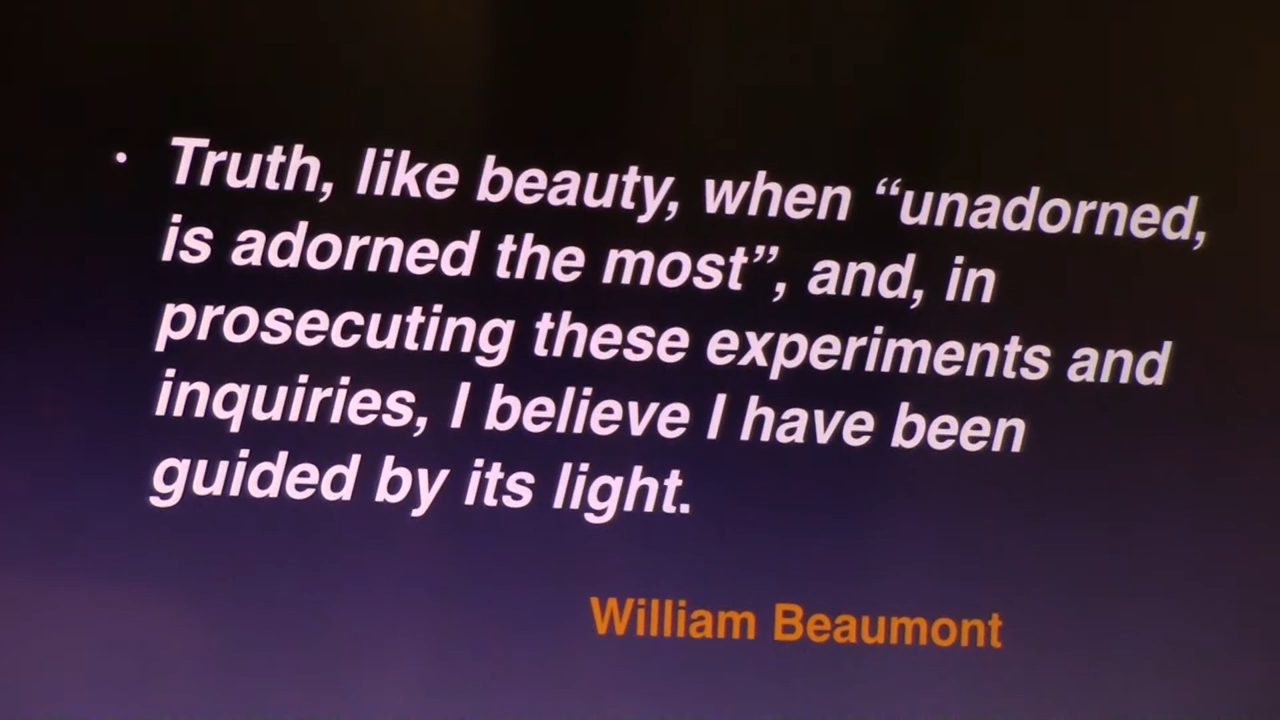 • Truth, like beauty, when “unadorned,
is adorned the most”, and, in
prosecuting these experiments and
inquiries, I believe I have been
guided by its light.
William Beaumont